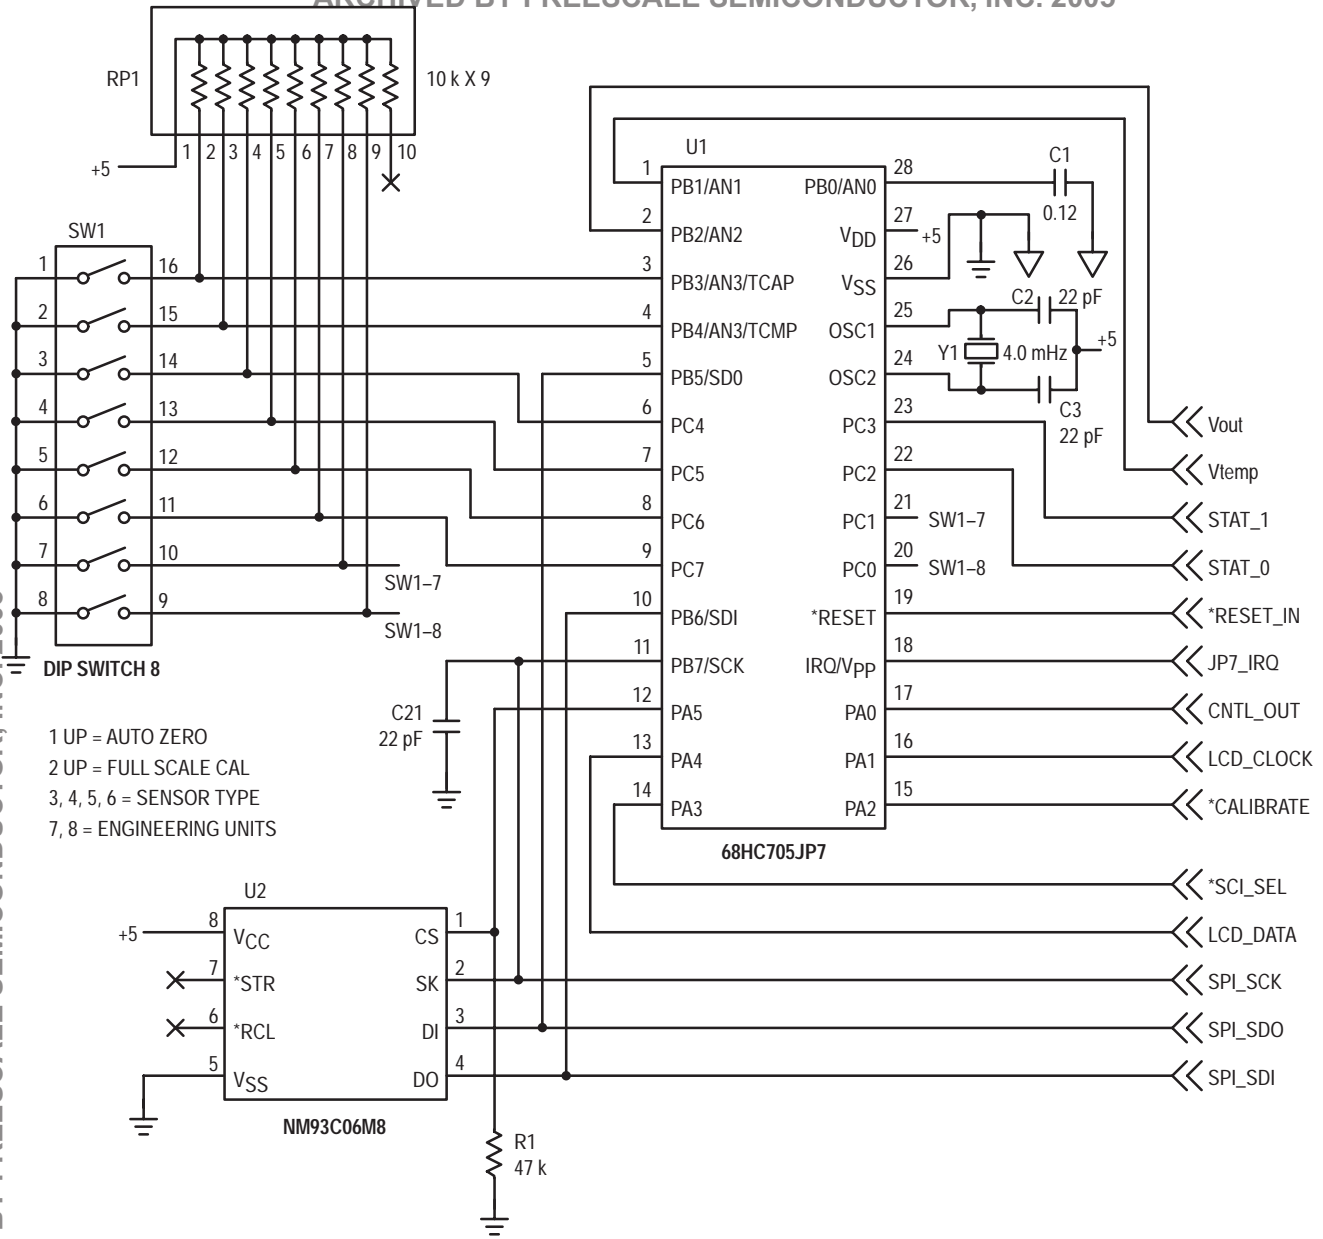 ARCHIVED BY FREESCALE SEMICONDUCTOR, INC. 2005
RP1
10 k X 9
1 2 3 4 5 6 7 8 9 10
+5
SW1
1 16
2 15
3 14
4 13
5 12
6 11
7 10
8 9
SW1–7
SW1–8
DIP SWITCH 8
1 UP = AUTO ZERO
2 UP = FULL SCALE CAL
3, 4, 5, 6 = SENSOR TYPE
7, 8 = ENGINEERING UNITS
C21
22 pF
U1
1 PB1/AN1 PB0/AN0 28
2 PB2/AN2 VDD 27
+5
3 PB3/AN3/TCAP VSS 26
4 PB4/AN3/TCMP OSC1 25
5 PB5/SD0 OSC2 24
6 PC4 PC3 23
7 PC5 PC2 22
8 PC6 PC1 21 SW1–7
9 PC7 PC0 20 SW1–8
10 PB6/SDI *RESET 19
11 PB7/SCK IRQ/VPP 18
12 PA5 PA0 17
13 PA4 PA1 16
14 PA3 PA2 15
68HC705JP7
C1
0.12
C2 22 pF
Y1 4.0 mHz
+5
C3
22 pF
Vout
Vtemp
STAT_1
STAT_0
*RESET_IN
JP7_IRQ
CNTL_OUT
LCD_CLOCK
*CALIBRATE
*SCI_SEL
LCD_DATA
SPI_SCK
SPI_SDO
SPI_SDI
U2
+5 8 VCC CS 1
7 *STR SK 2
6 *RCL DI 3
5 VSS DO 4
NM93C06M8
R1
47 k